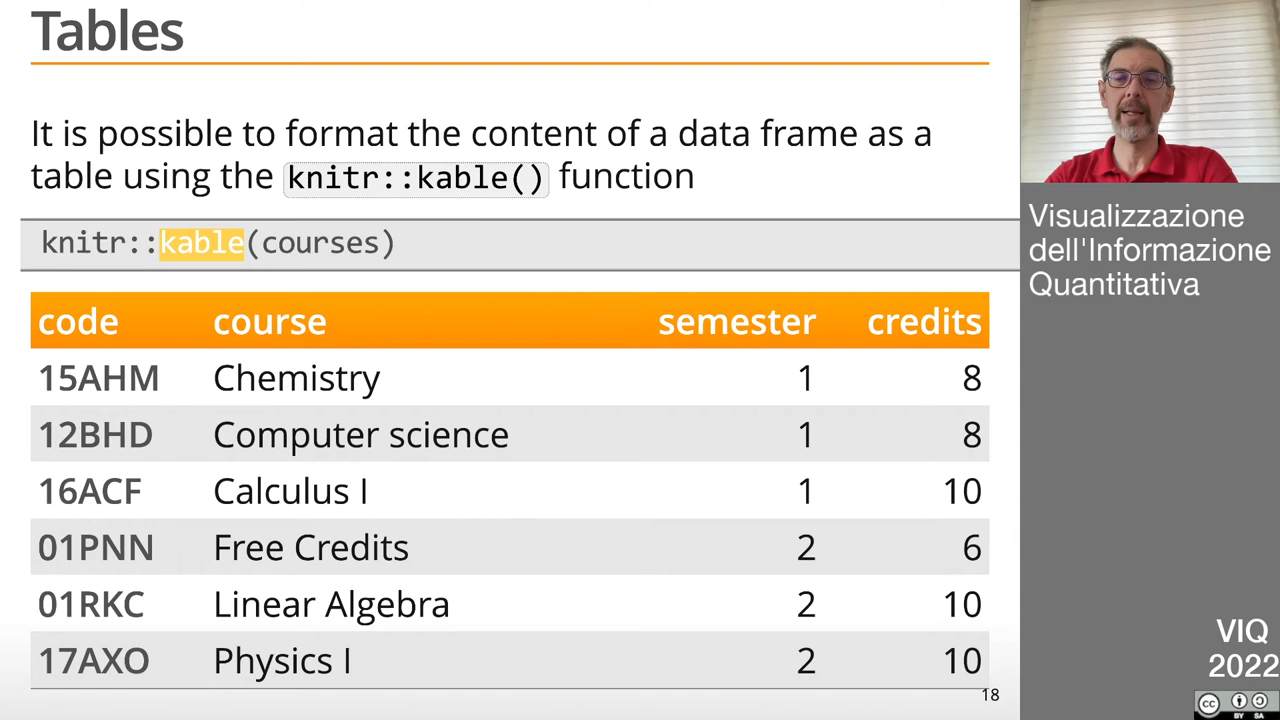 Tables
It is possible to format the content of a data frame as a
table using the knitr::kable() function
knitr::kable(courses)
code course semester credits
15AHM Chemistry 1 8
12BHD Computer science 1 8
16ACF Calculus I 1 10
01PNN Free Credits 2 6
01RKC Linear Algebra 2 10
17AXO Physics I 2 10
18
Visualizzazione
dell'Informazione
Quantitativa
VIQ
2022
cc
BY SA